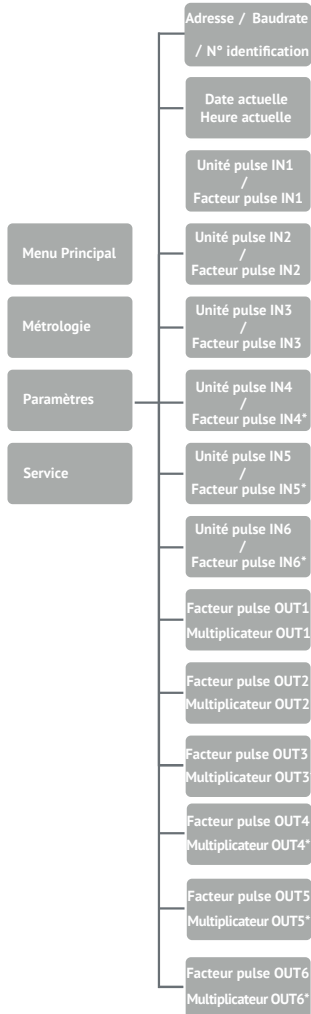 Adresse / Baudrate
/ N° identification
Date actuelle
Heure actuelle
Unité pulse IN1
/
Facteur pulse IN1
Menu Principal
Unité pulse IN2
/
Facteur pulse IN2
Métrologie
Unité pulse IN3
/
Facteur pulse IN3
Paramètres
Unité pulse IN4
/
Facteur pulse IN4*
Service
Unité pulse IN5
/
Facteur pulse IN5*
Unité pulse IN6
/
Facteur pulse IN6*
Facteur pulse OUT1
Multiplicateur OUT1
Facteur pulse OUT2
Multiplicateur OUT2
Facteur pulse OUT3
Multiplicateur OUT3
Facteur pulse OUT4
Multiplicateur OUT4*
Facteur pulse OUT5
Multiplicateur OUT5*
Facteur pulse OUT6
Multiplicateur OUT6*